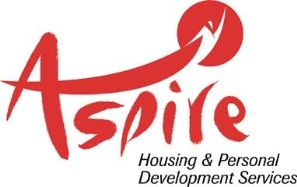 Aspire
Housing & Personal
Development Services